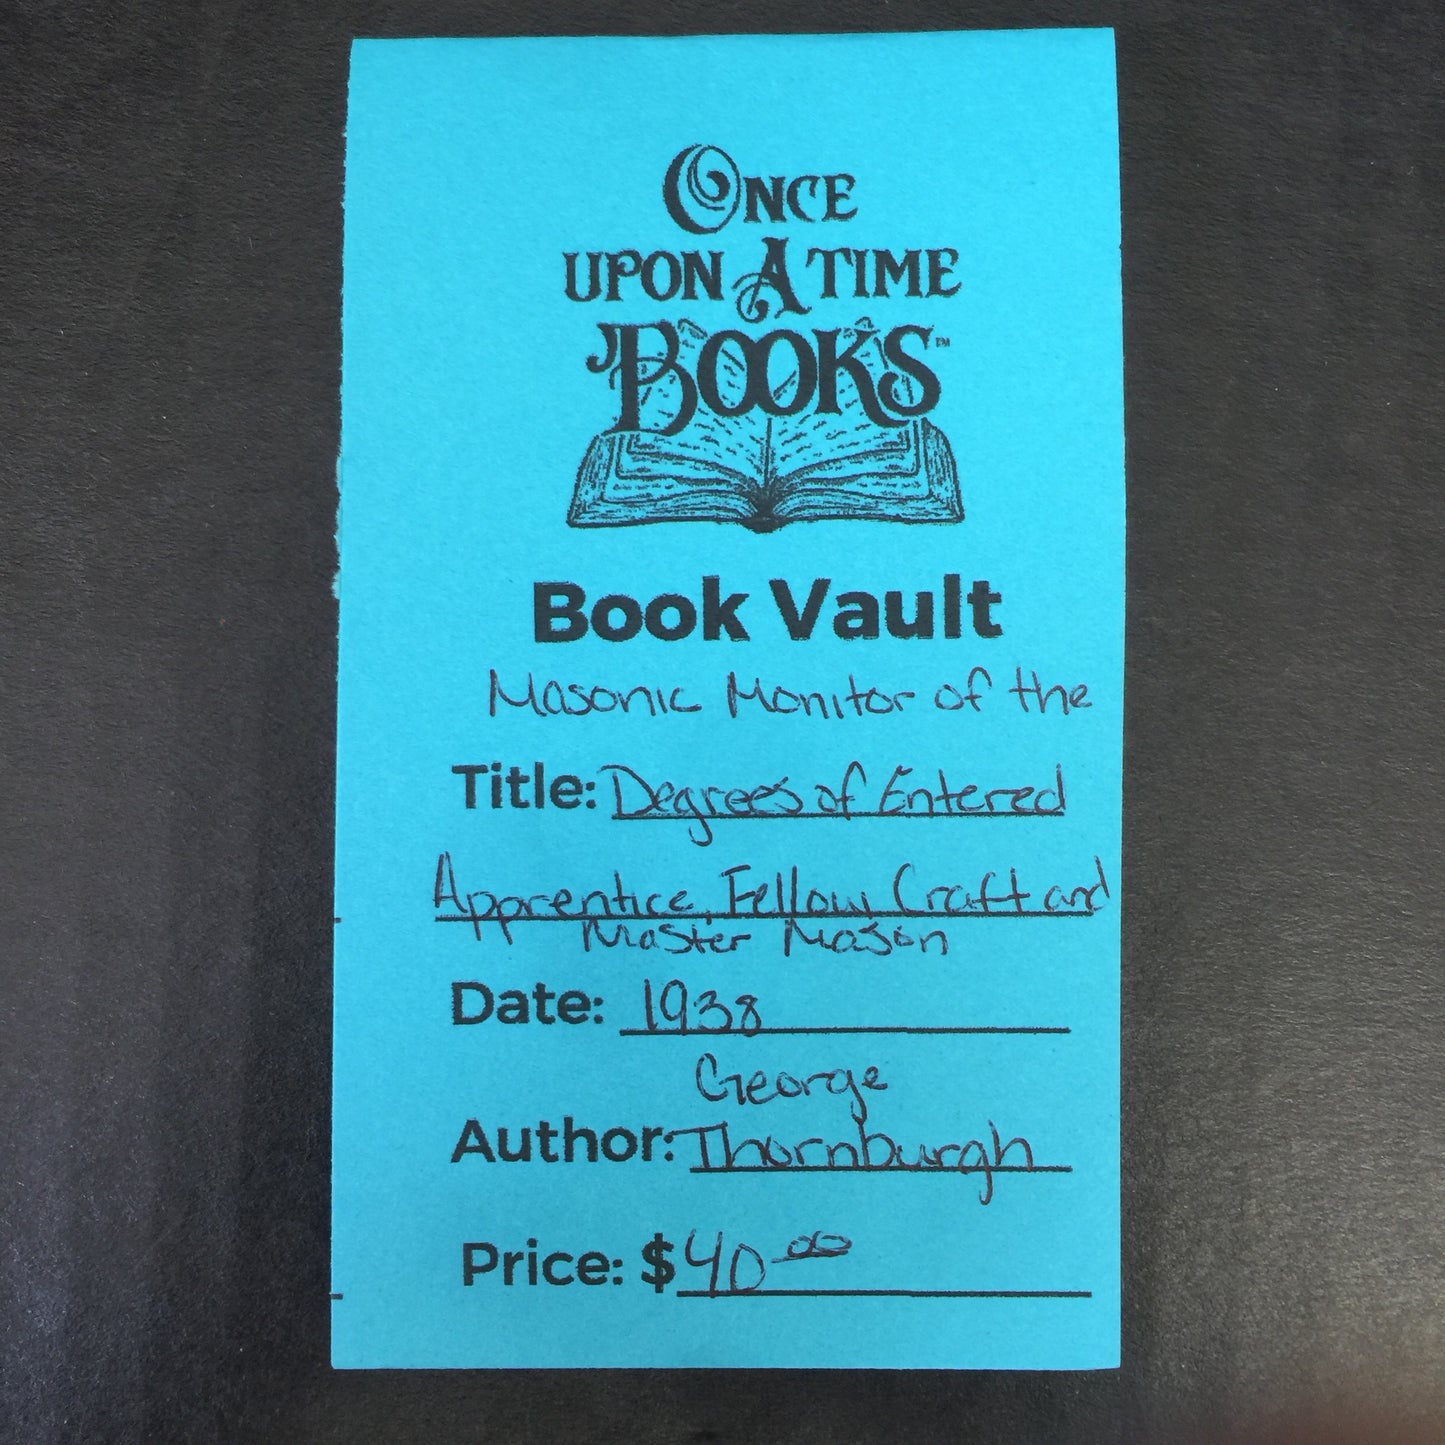 ONCE
UPON A TIME
BOOKS™
Book Vault
Masonic Monitor of the
Title: Degrees of Entered
Apprentice, Fellow Craft and
Master Mason
Date: 1938
George
Author: Thornburgh
Price: $40.00